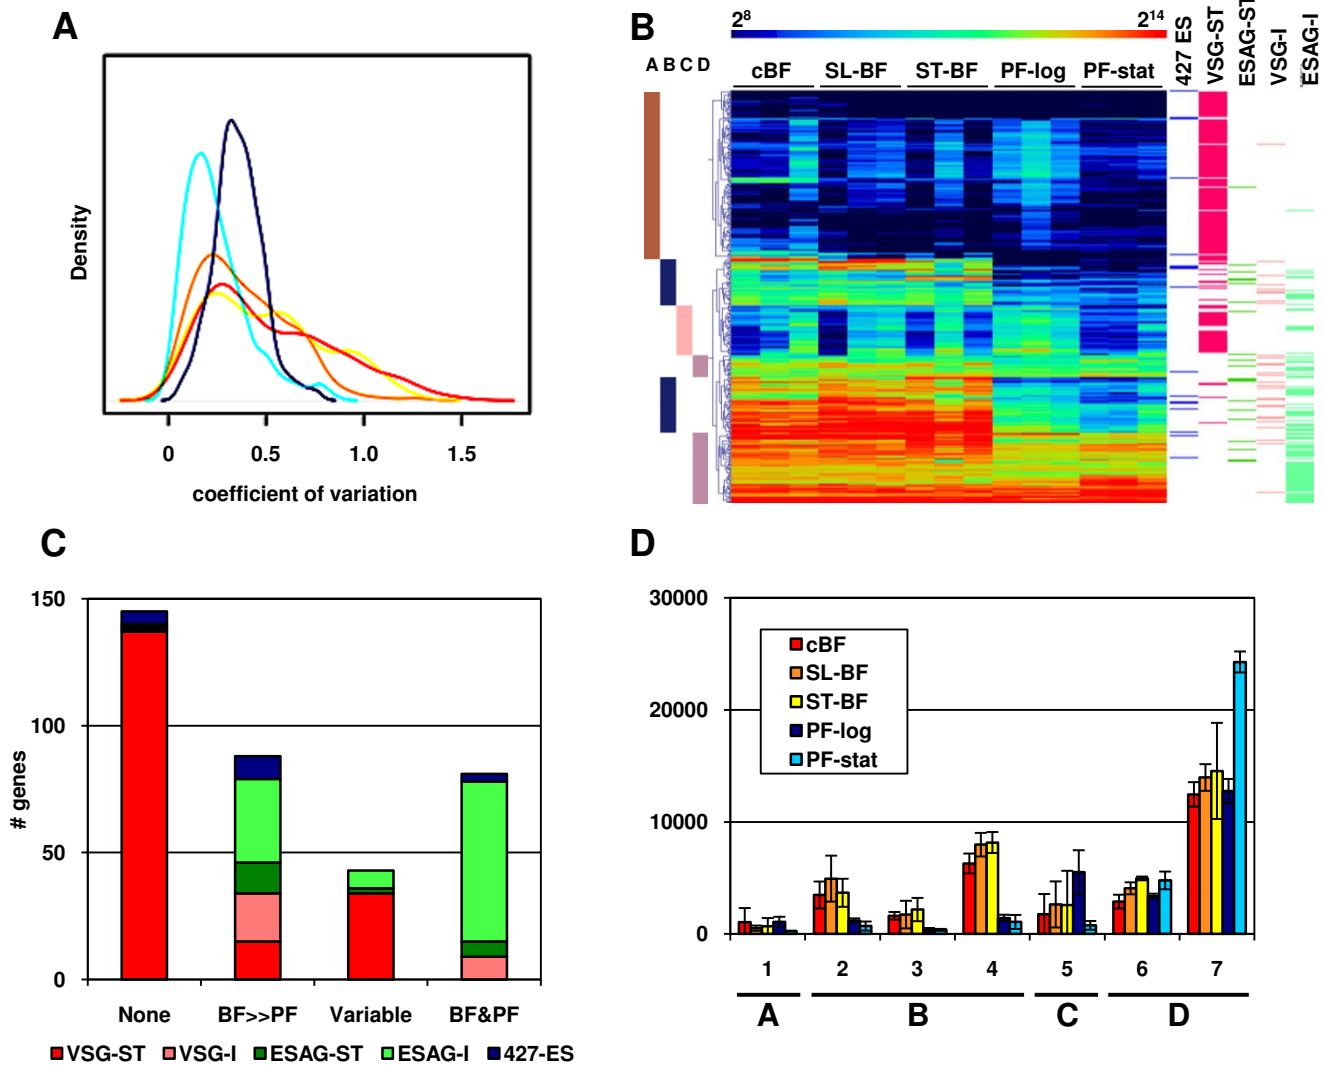 A
Density
0 0.5 1.0 1.5
coefficient of variation
B
2⁸ 2¹⁴
A B C D
cBF SL-BF ST-BF PF-log PF-stat
427 ES
VSG-ST
ESAG-ST
VSG-I
ESAG-I
C
# genes
150
100
50
0
None BF>>PF Variable BF&PF
VSG-ST VSG-I ESAG-ST ESAG-I 427-ES
D
30000
20000
10000
0
cBF
SL-BF
ST-BF
PF-log
PF-stat
1 2 3 4 5 6 7
A B C D